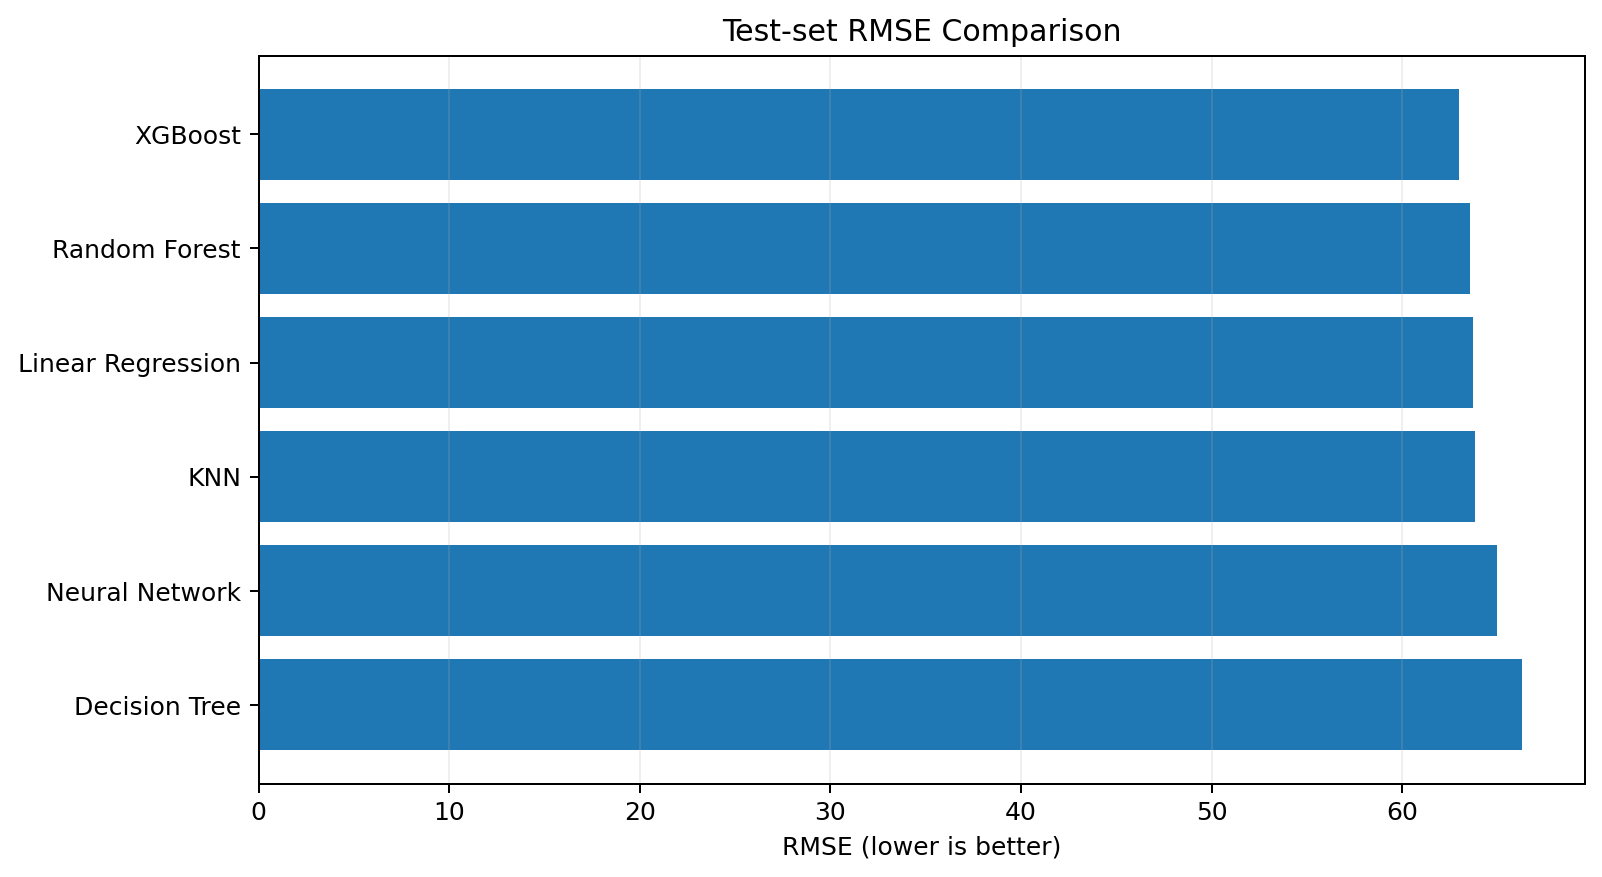 Test-set RMSE Comparison
XGBoost
Random Forest
Linear Regression
KNN
Neural Network
Decision Tree
0 10 20 30 40 50 60
RMSE (lower is better)